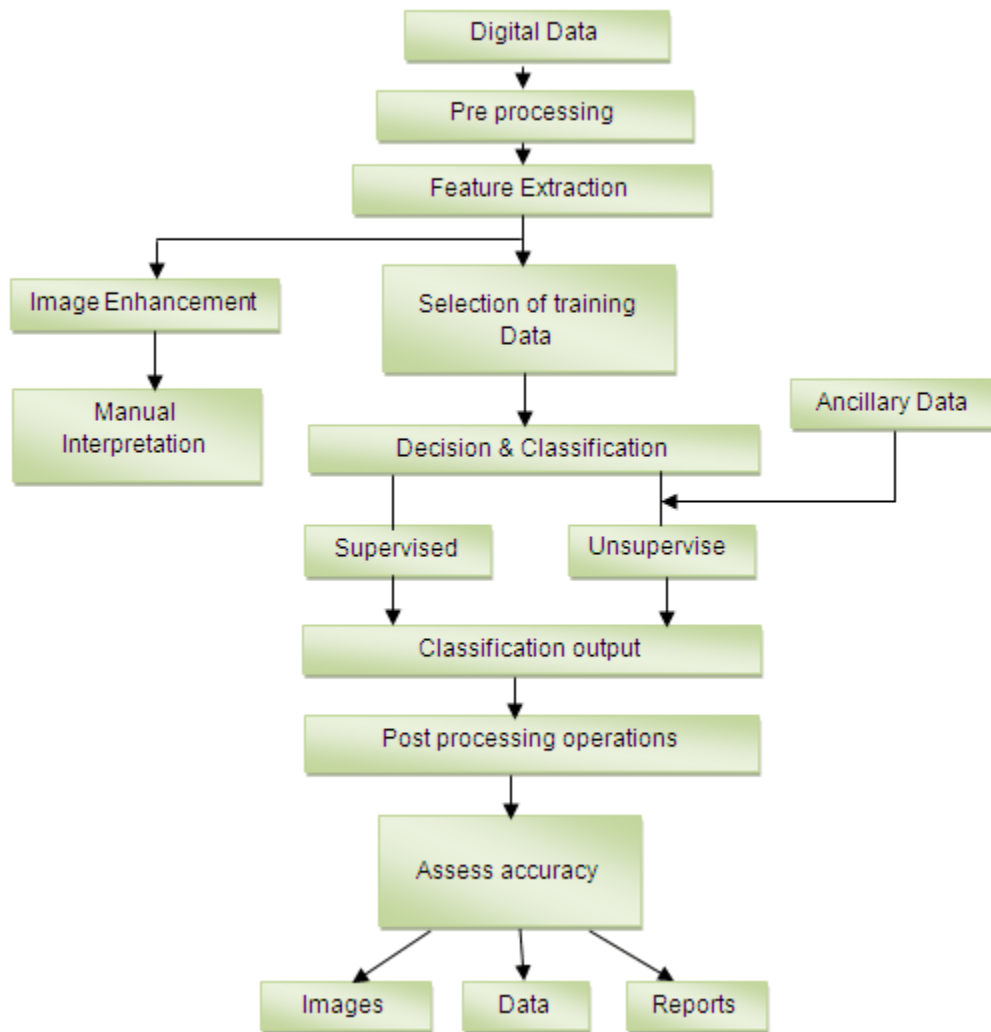 Digital Data
Pre processing
Feature Extraction
Image Enhancement
Selection of training
Data
Manual
Interpretation
Ancillary Data
Decision & Classification
Supervised
Unsupervise
Classification output
Post processing operations
Assess accuracy
Images
Data
Reports